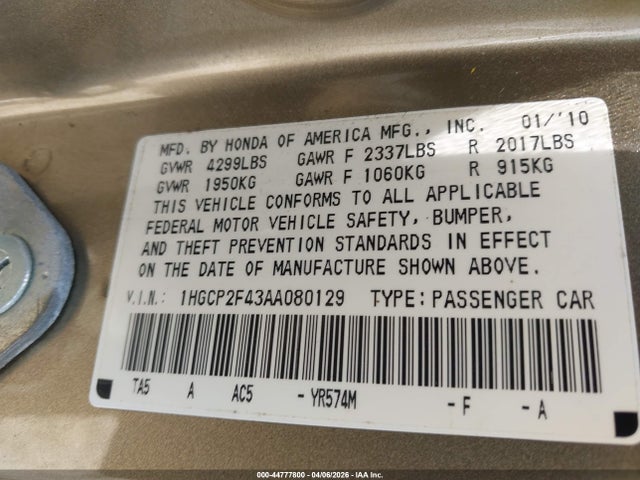 MFD. BY HONDA OF AMERICA MFG., INC. 01/'10
GVWR 4299LBS GAWR F 2337LBS R 2017LBS
GVWR 1950KG GAWR F 1060KG R 915KG
THIS VEHICLE CONFORMS TO ALL APPLICABLE
FEDERAL MOTOR VEHICLE SAFETY, BUMPER,
AND THEFT PREVENTION STANDARDS IN EFFECT
ON THE DATE OF MANUFACTURE SHOWN ABOVE.
V.I.N.: 1HGCP2F43AA080129 TYPE: PASSENGER CAR
TA5 A AC5 - YR574M - F - A
000-44777800 - 04/06/2026 - IAA Inc.